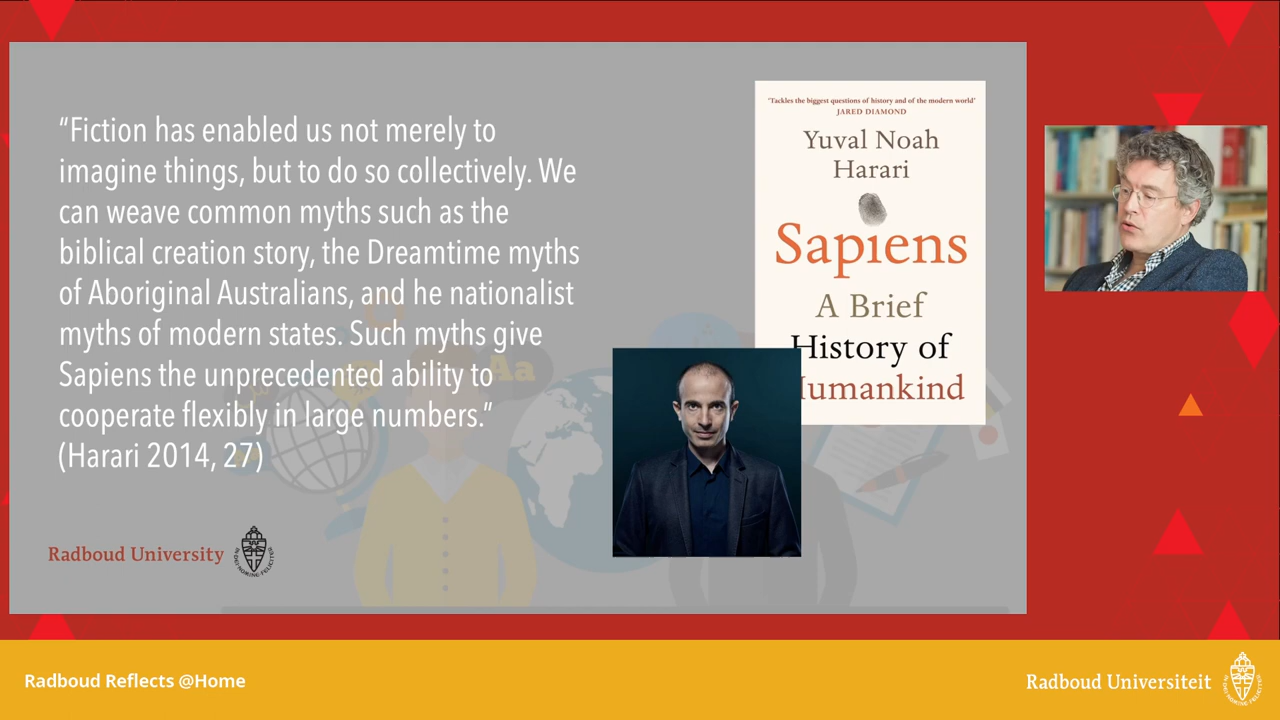 “Fiction has enabled us not merely to
imagine things, but to do so collectively. We
can weave common myths such as the
biblical creation story, the Dreamtime myths
of Aboriginal Australians, and he nationalist
myths of modern states. Such myths give
Sapiens the unprecedented ability to
cooperate flexibly in large numbers.”
(Harari 2014, 27)
Radboud University
'Tackles the biggest questions of history and of the modern world'
JARED DIAMOND
Yuval Noah
Harari
Sapiens
A Brief
History of
Humankind
Aa
Radboud Reflects @Home
Radboud Universiteit